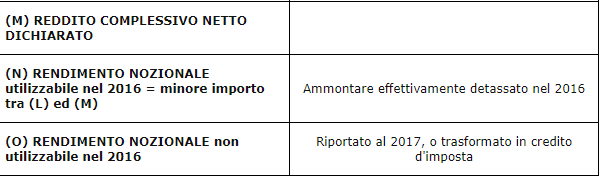 (M) REDDITO COMPLESSIVO NETTO
DICHIARATO
(N) RENDIMENTO NOZIONALE
utilizzabile nel 2016 = minore importo
tra (L) ed (M)
Ammontare effettivamente detassato nel 2016
(O) RENDIMENTO NOZIONALE non
utilizzabile nel 2016
Riportato al 2017, o trasformato in credito
d'imposta